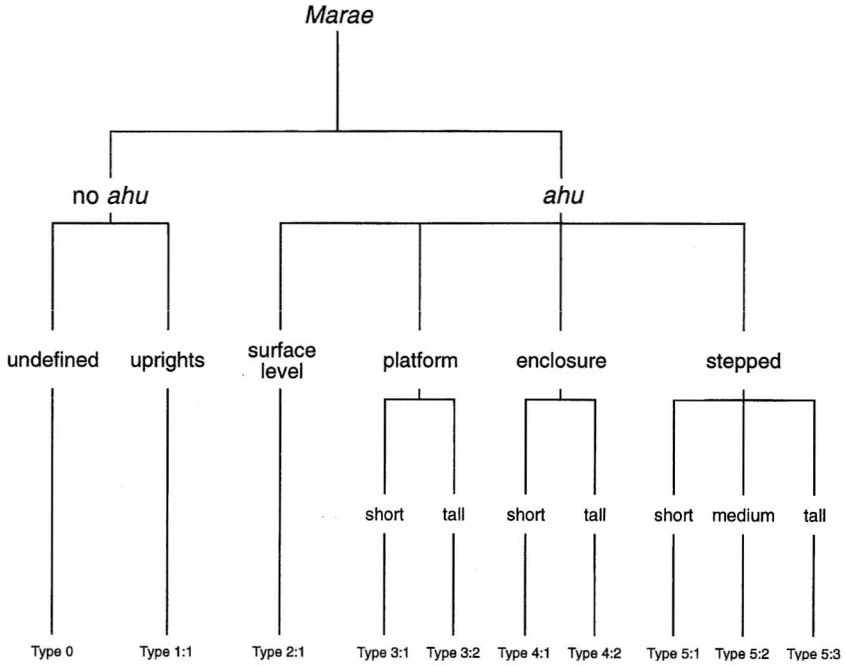 Marae
no ahu
ahu
undefined
uprights
surface
level
platform
enclosure
stepped
short
tall
short
tall
short
medium
tall
Type 0
Type 1:1
Type 2:1
Type 3:1
Type 3:2
Type 4:1
Type 4:2
Type 5:1
Type 5:2
Type 5:3